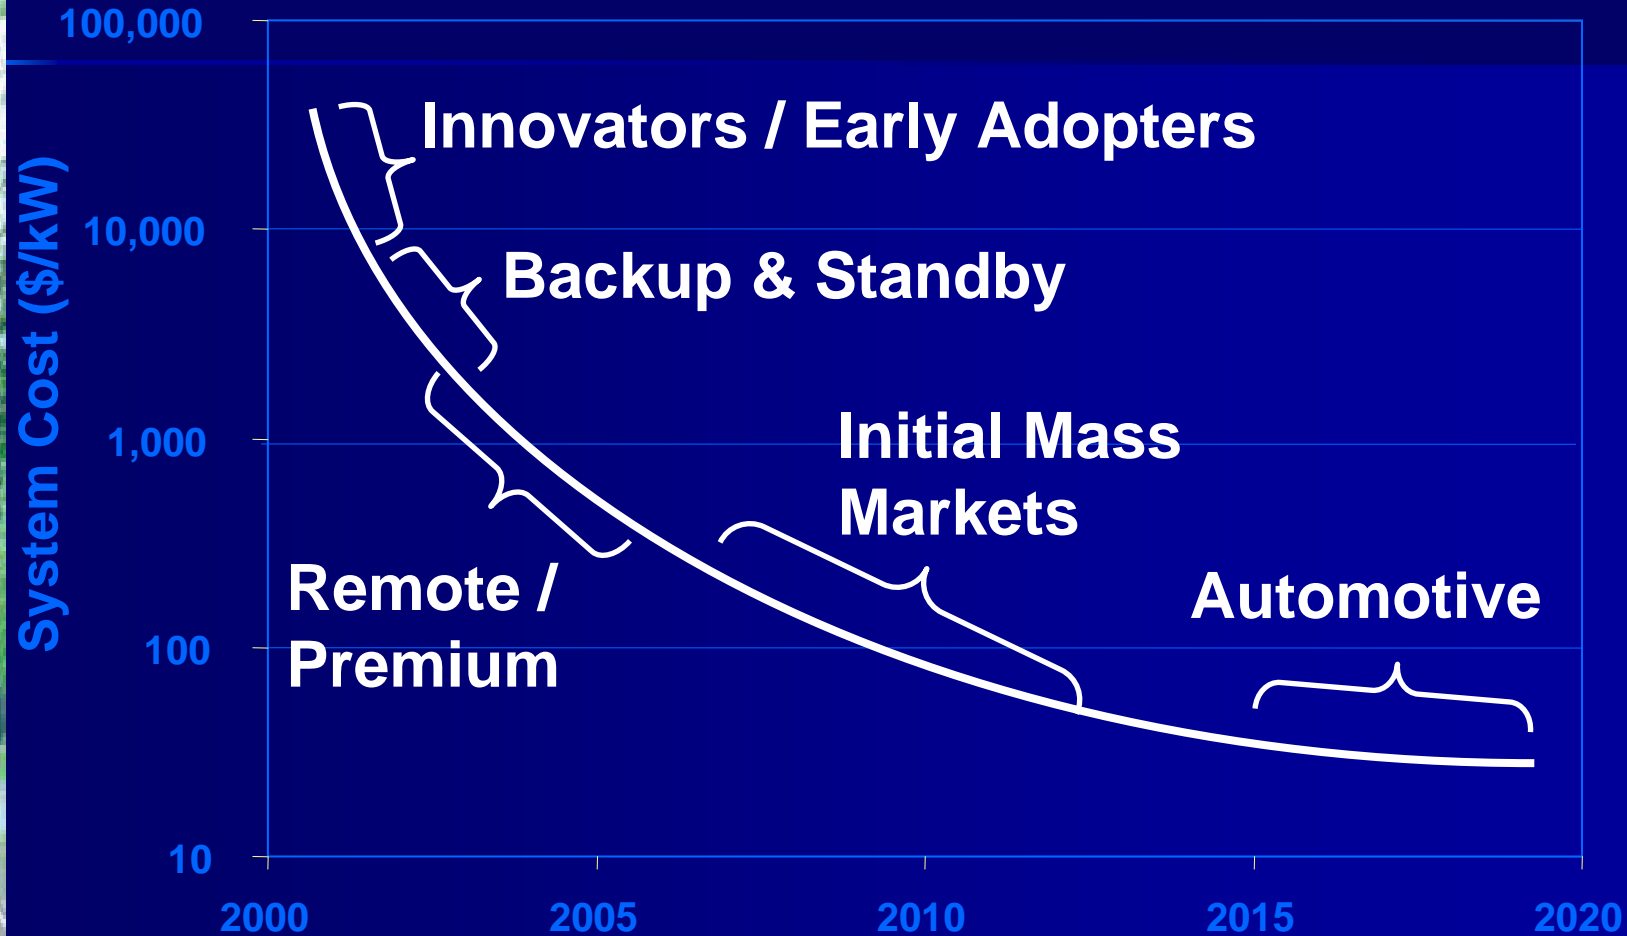 100,000
Innovators / Early Adopters
10,000
Backup & Standby
System Cost ($/kW)
1,000
Initial Mass
Markets
Remote /
Premium
Automotive
100
10
2000
2005
2010
2015
2020